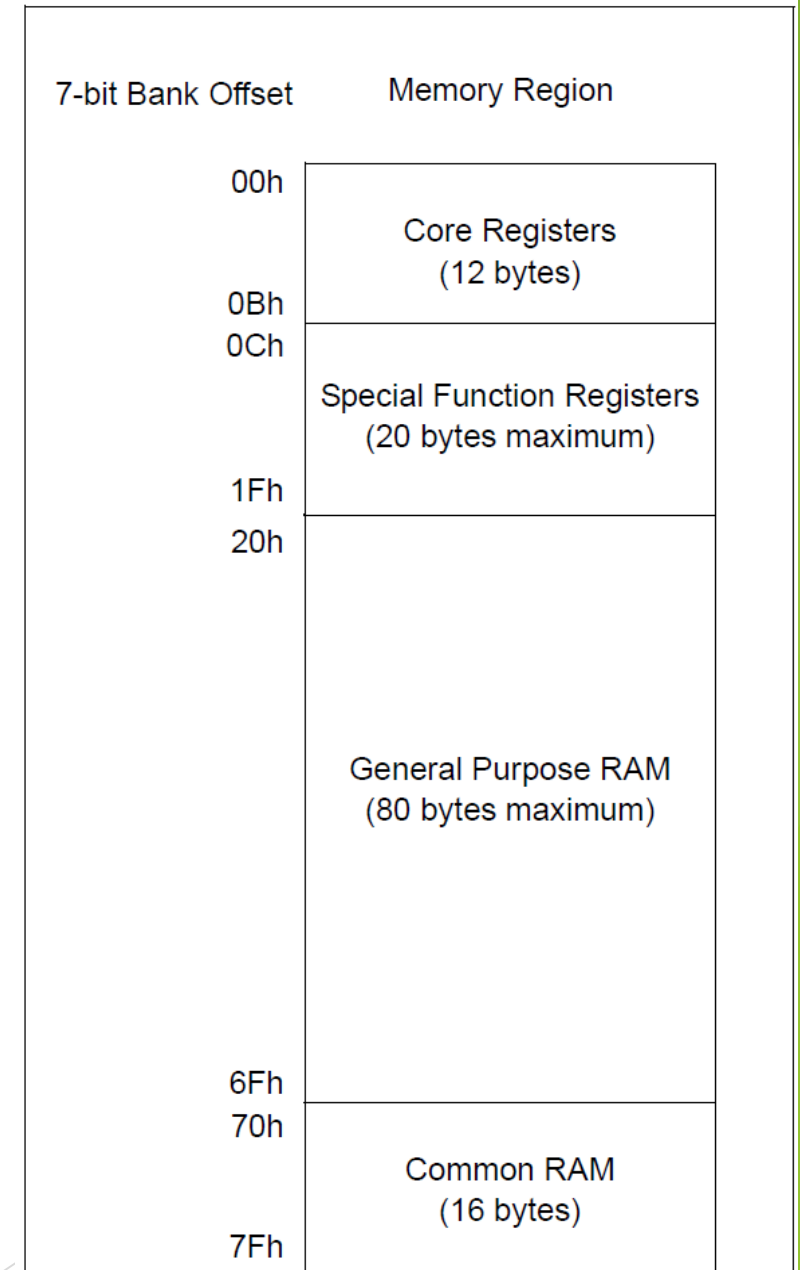 7-bit Bank Offset Memory Region
00h
Core Registers
(12 bytes)
0Bh
0Ch
Special Function Registers
(20 bytes maximum)
1Fh
20h
General Purpose RAM
(80 bytes maximum)
6Fh
70h
Common RAM
(16 bytes)
7Fh